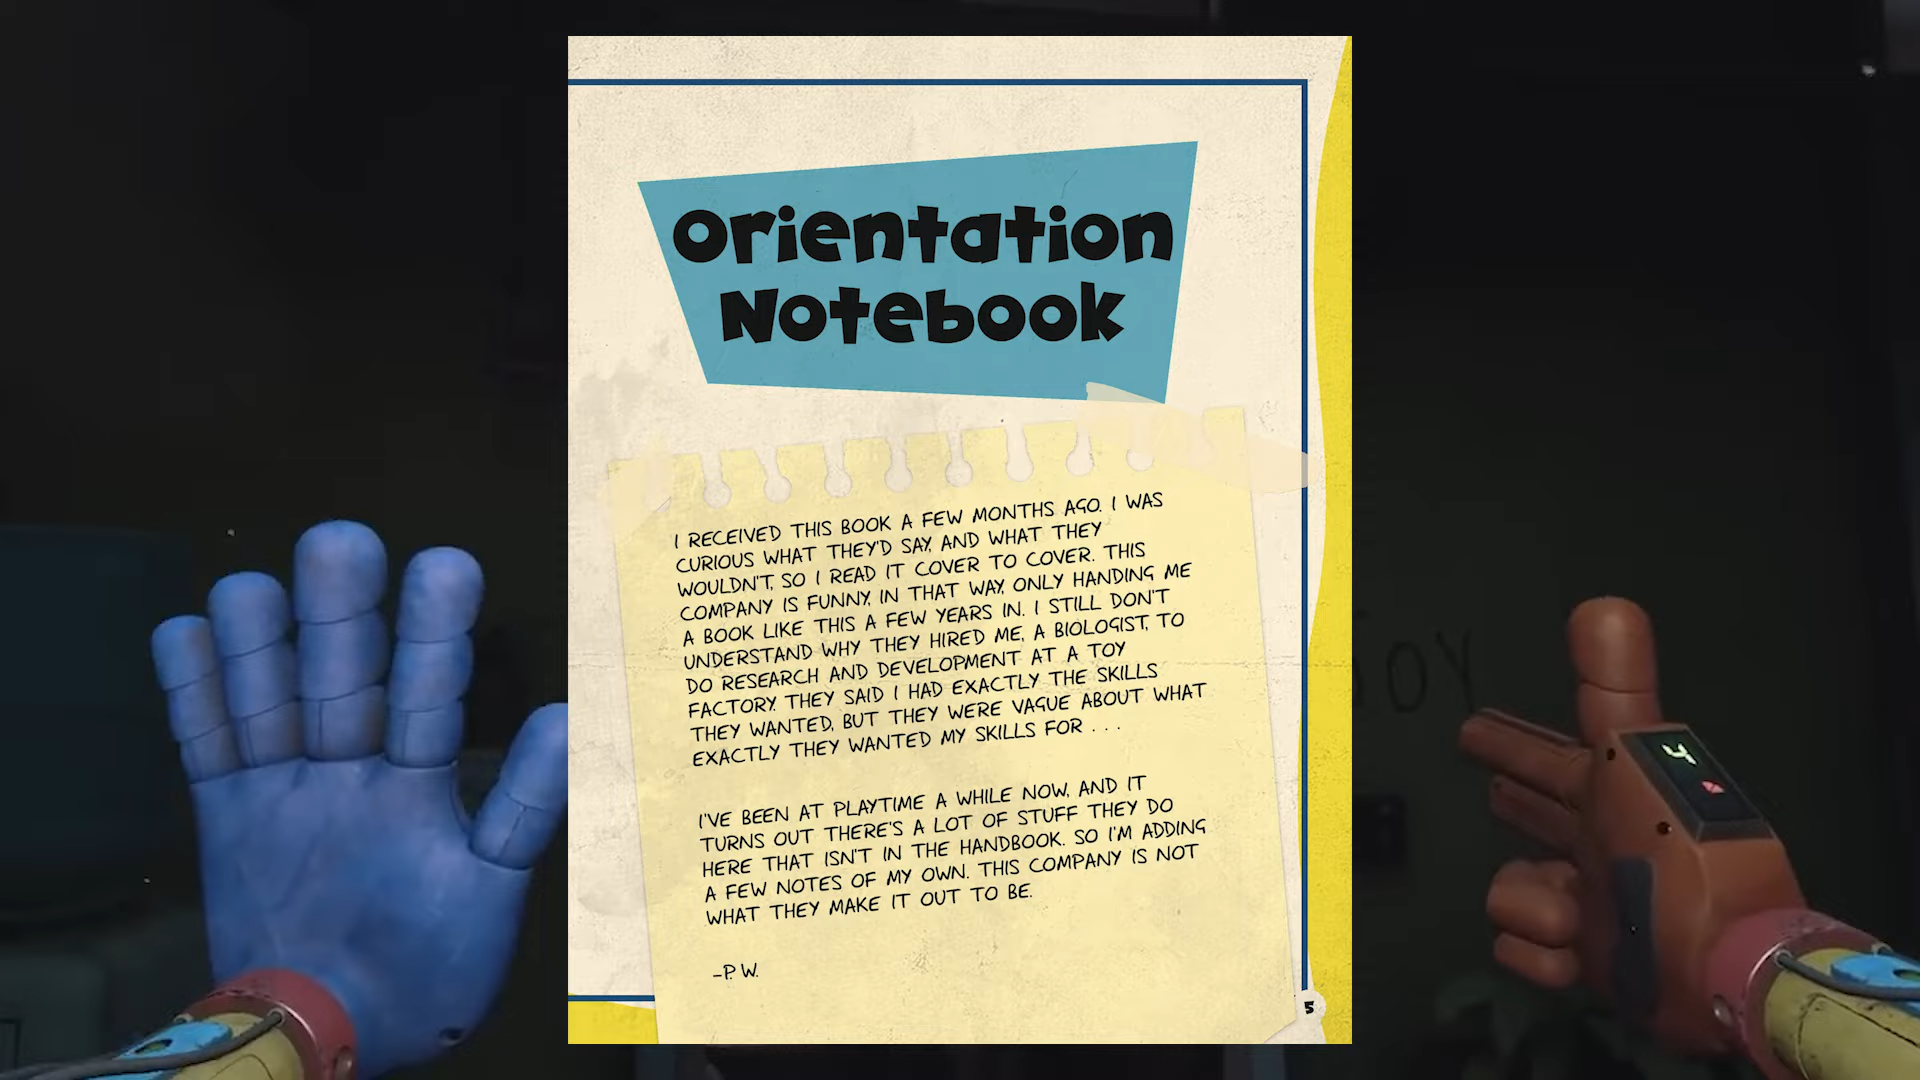 Orientation
Notebook
I RECEIVED THIS BOOK A FEW MONTHS AGO. I WAS
CURIOUS WHAT THEY'D SAY, AND WHAT THEY
WOULDN'T, SO I READ IT COVER TO COVER. THIS
COMPANY IS FUNNY, IN THAT WAY, ONLY HANDING ME
A BOOK LIKE THIS A FEW YEARS IN. I STILL DON'T
UNDERSTAND WHY THEY HIRED ME, A BIOLOGIST, TO
DO RESEARCH AND DEVELOPMENT AT A TOY
FACTORY. THEY SAID I HAD EXACTLY THE SKILLS
THEY WANTED, BUT THEY WERE VAGUE ABOUT WHAT
EXACTLY THEY WANTED MY SKILLS FOR . . .
I'VE BEEN AT PLAYTIME A WHILE NOW, AND IT
TURNS OUT THERE'S A LOT OF STUFF THEY DO
HERE THAT ISN'T IN THE HANDBOOK. SO I'M ADDING
A FEW NOTES OF MY OWN. THIS COMPANY IS NOT
WHAT THEY MAKE IT OUT TO BE.
-P. W.
5
JOY
4